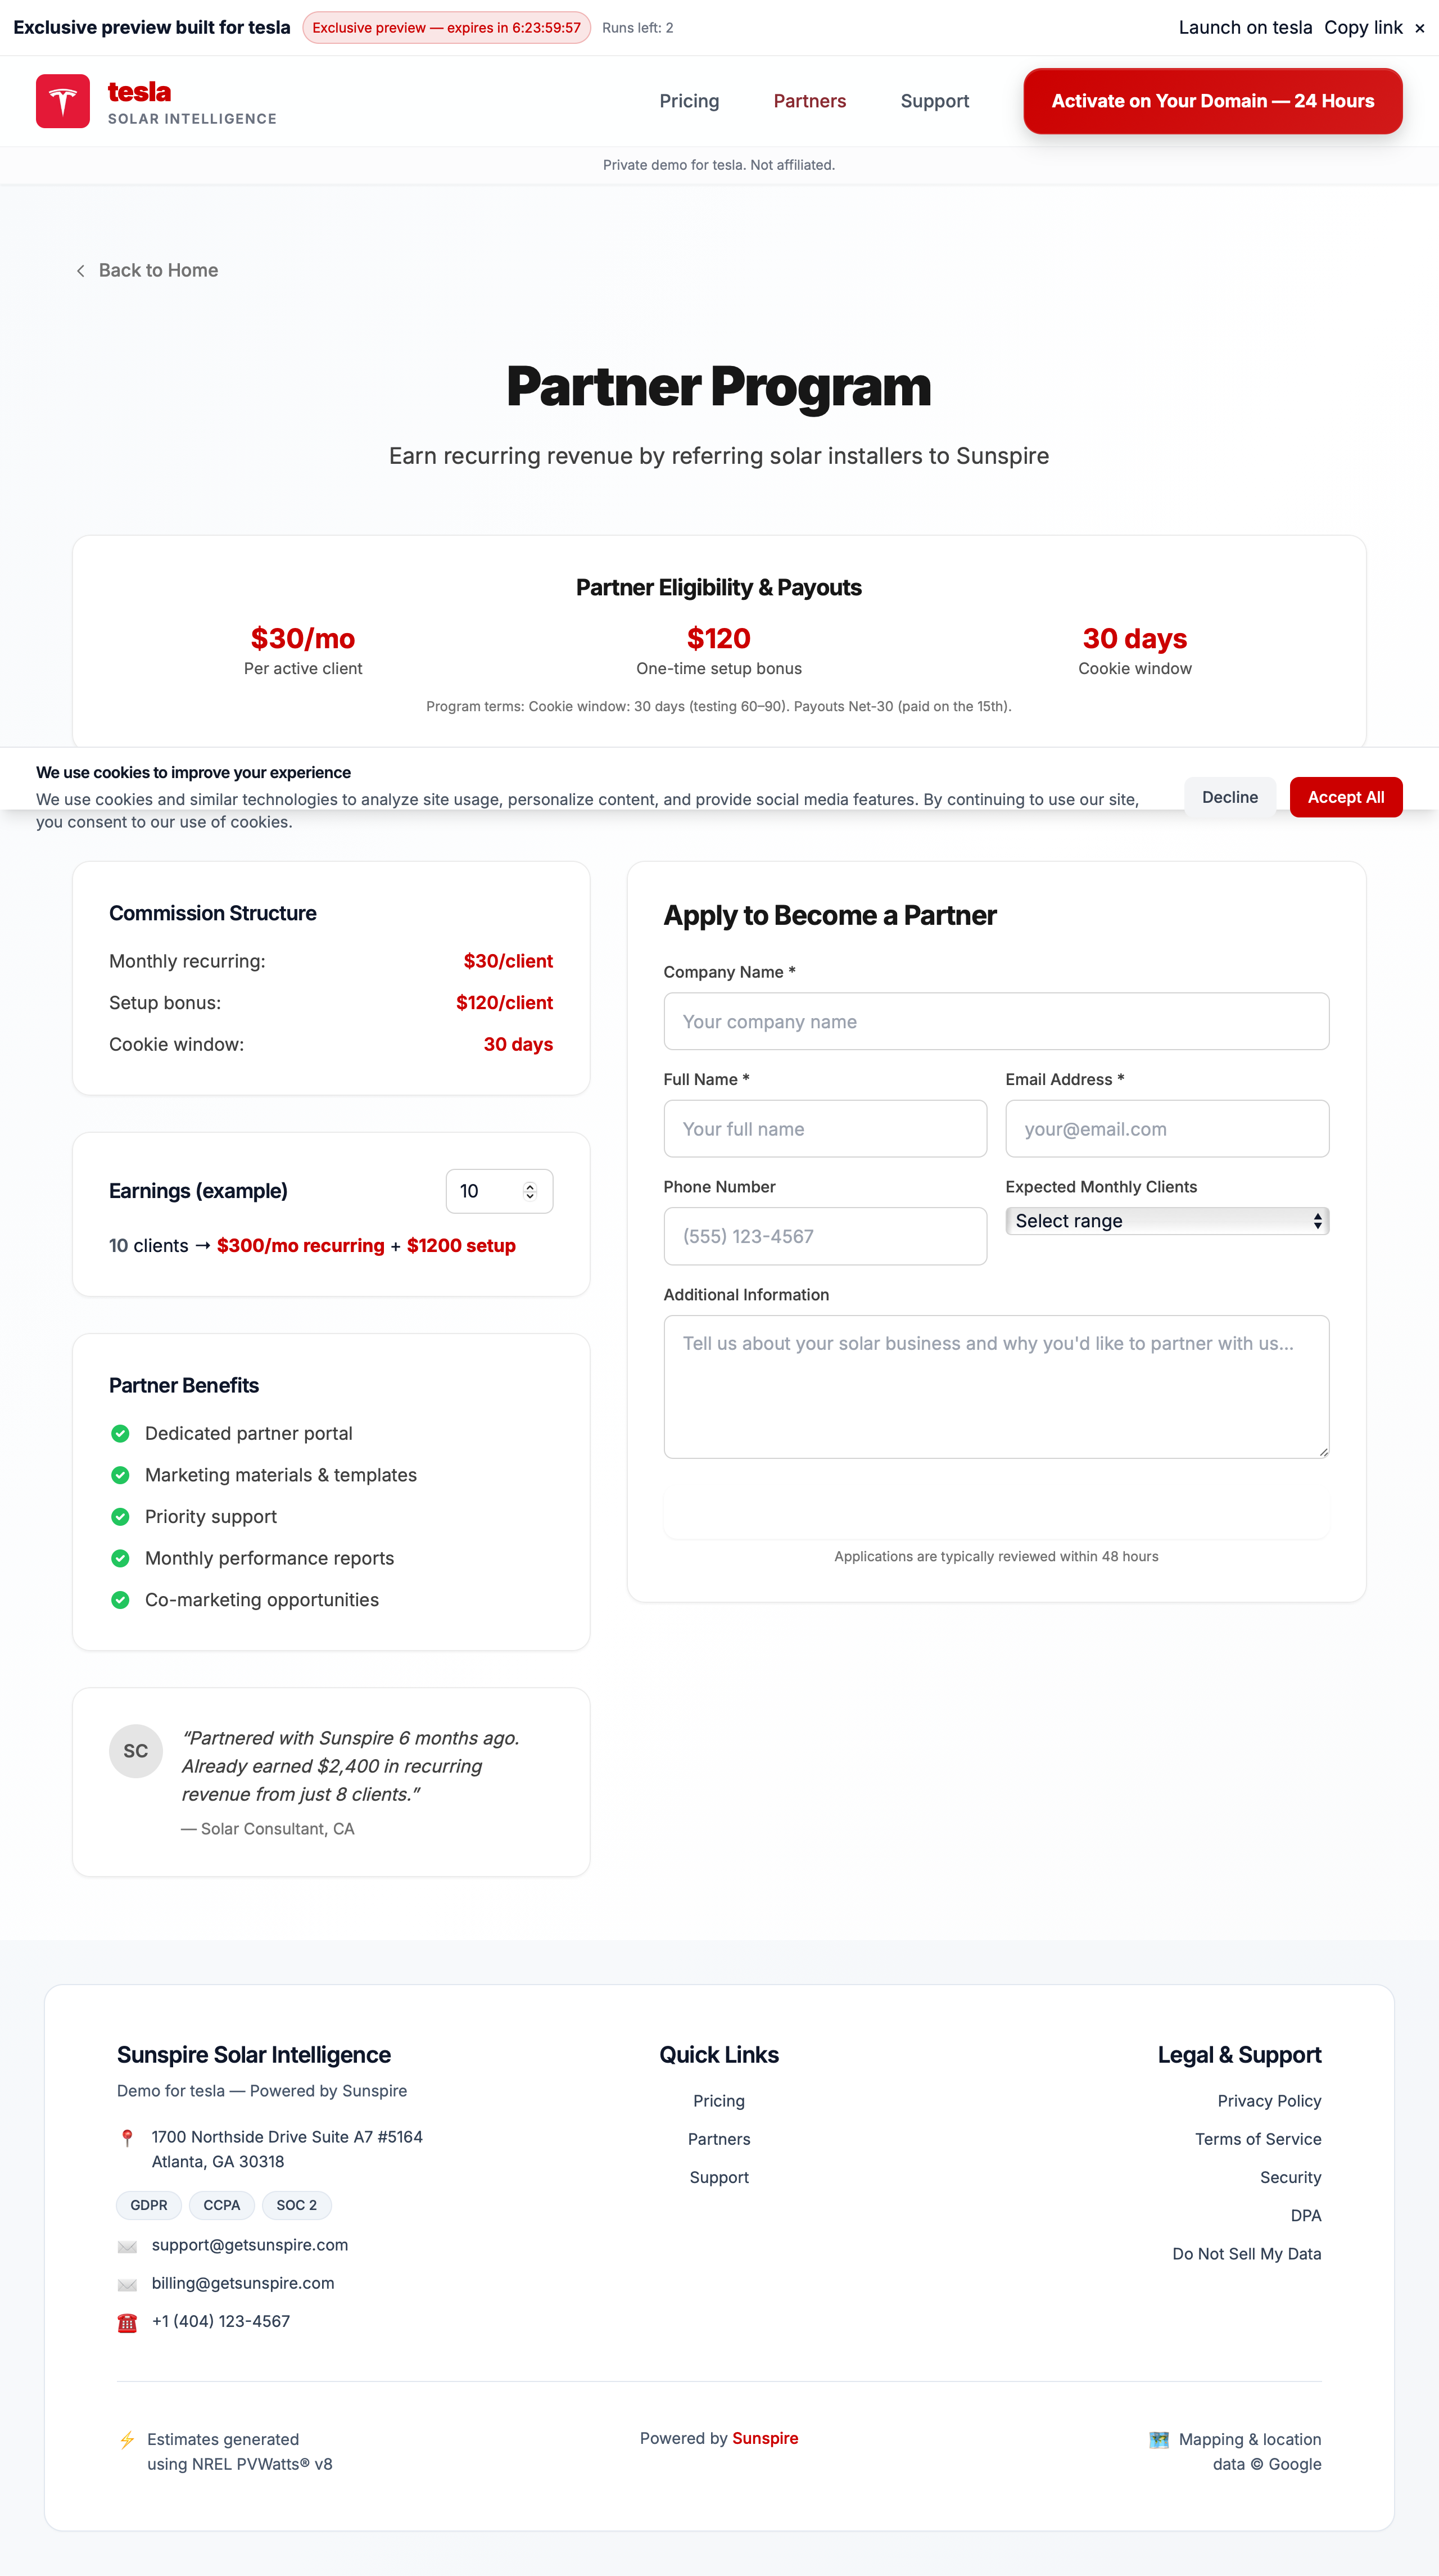 Exclusive preview built for tesla
Exclusive preview — expires in 6:23:59:57
Runs left: 2
Launch on tesla
Copy link
×
tesla
SOLAR INTELLIGENCE
Pricing
Partners
Support
Activate on Your Domain — 24 Hours
Private demo for tesla. Not affiliated.
Back to Home
Partner Program
Earn recurring revenue by referring solar installers to Sunspire
Partner Eligibility & Payouts
$30/mo
Per active client
$120
One-time setup bonus
30 days
Cookie window
Program terms: Cookie window: 30 days (testing 60–90). Payouts Net-30 (paid on the 15th).
We use cookies to improve your experience
We use cookies and similar technologies to analyze site usage, personalize content, and provide social media features. By continuing to use our site,
you consent to our use of cookies.
Decline
Accept All
Commission Structure
Monthly recurring:
$30/client
Setup bonus:
$120/client
Cookie window:
30 days
Earnings (example)
10
10 clients → $300/mo recurring + $1200 setup
Partner Benefits
Dedicated partner portal
Marketing materials & templates
Priority support
Monthly performance reports
Co-marketing opportunities
SC
“Partnered with Sunspire 6 months ago.
Already earned $2,400 in recurring
revenue from just 8 clients.”
— Solar Consultant, CA
Apply to Become a Partner
Company Name *
Your company name
Full Name *
Your full name
Email Address *
your@email.com
Phone Number
(555) 123-4567
Expected Monthly Clients
Select range
Additional Information
Tell us about your solar business and why you'd like to partner with us...
Applications are typically reviewed within 48 hours
Sunspire Solar Intelligence
Demo for tesla — Powered by Sunspire
1700 Northside Drive Suite A7 #5164
Atlanta, GA 30318
GDPR
CCPA
SOC 2
support@getsunspire.com
billing@getsunspire.com
+1 (404) 123-4567
Quick Links
Pricing
Partners
Support
Legal & Support
Privacy Policy
Terms of Service
Security
DPA
Do Not Sell My Data
Estimates generated
using NREL PVWatts® v8
Powered by Sunspire
Mapping & location
data © Google